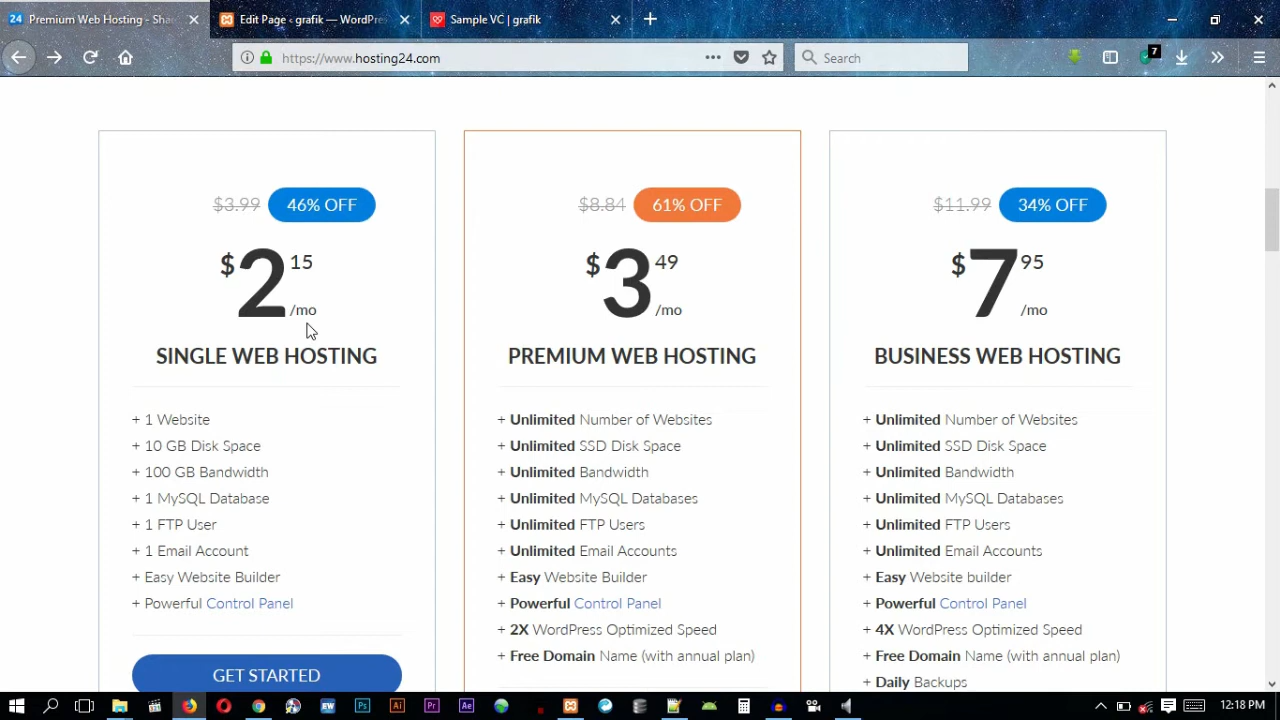 24 Premium Web Hosting - Sha
Edit Page ‹ grafik — WordPre
Sample VC | grafik
https://www.hosting24.com
Search
7
$3.99 46% OFF
$2 15
/mo
SINGLE WEB HOSTING
+ 1 Website
+ 10 GB Disk Space
+ 100 GB Bandwidth
+ 1 MySQL Database
+ 1 FTP User
+ 1 Email Account
+ Easy Website Builder
+ Powerful Control Panel
GET STARTED
$8.84 61% OFF
$3 49
/mo
PREMIUM WEB HOSTING
+ Unlimited Number of Websites
+ Unlimited SSD Disk Space
+ Unlimited Bandwidth
+ Unlimited MySQL Databases
+ Unlimited FTP Users
+ Unlimited Email Accounts
+ Easy Website Builder
+ Powerful Control Panel
+ 2X WordPress Optimized Speed
+ Free Domain Name (with annual plan)
$11.99 34% OFF
$7 95
/mo
BUSINESS WEB HOSTING
+ Unlimited Number of Websites
+ Unlimited SSD Disk Space
+ Unlimited Bandwidth
+ Unlimited MySQL Databases
+ Unlimited FTP Users
+ Unlimited Email Accounts
+ Easy Website builder
+ Powerful Control Panel
+ 4X WordPress Optimized Speed
+ Free Domain Name (with annual plan)
+ Daily Backups
EW Ps Ai Pr Ae
12:18 PM